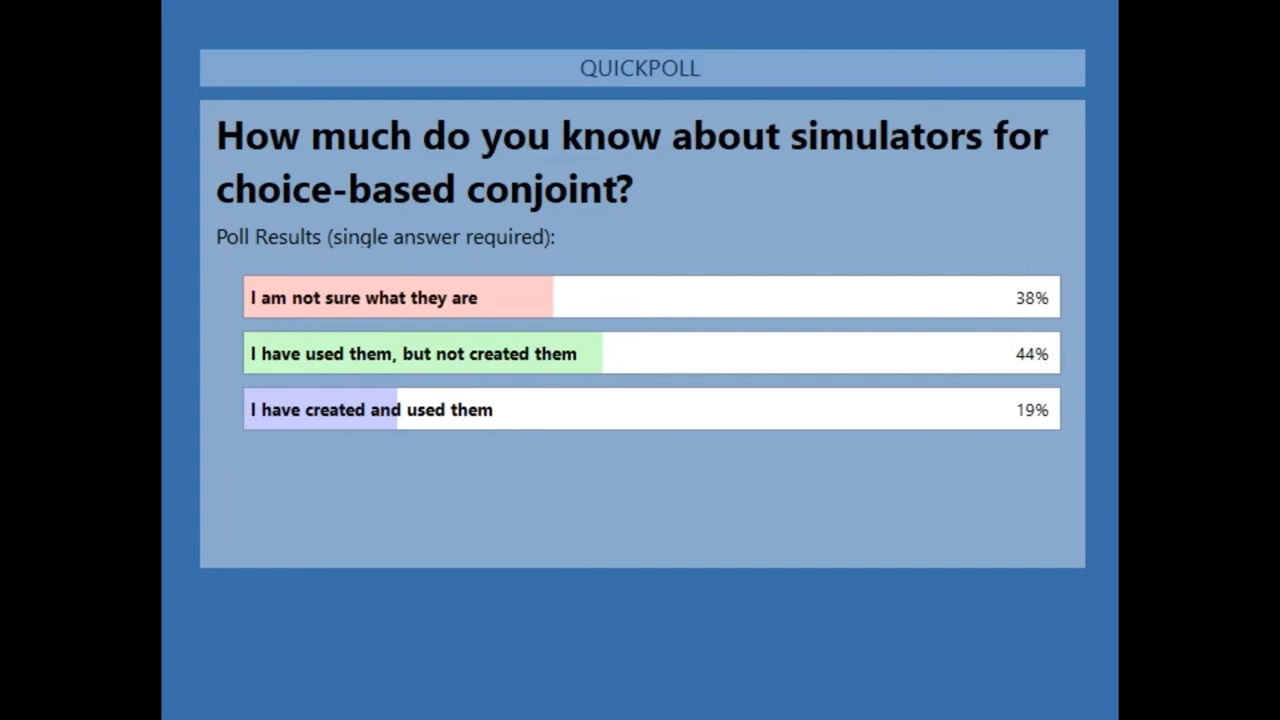 QUICKPOLL
How much do you know about simulators for
choice-based conjoint?
Poll Results (single answer required):
I am not sure what they are 38%
I have used them, but not created them 44%
I have created and used them 19%